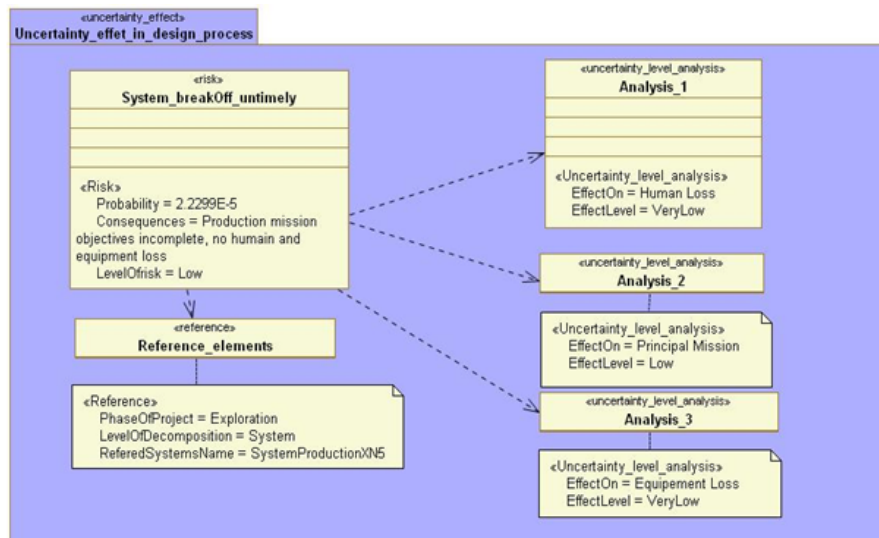 «uncertainty_effect»
Uncertainty_effet_in_design_process
«risk»
System_breakOff_untimely
«Risk»
Probability = 2.2299E-5
Consequences = Production mission
objectives incomplete, no humain and
equipment loss
LevelOfrisk = Low
«reference»
Reference_elements
«Reference»
PhaseOfProject = Exploration
LevelOfDecomposition = System
ReferedSystemsName = SystemProductionXN5
«uncertainty_level_analysis»
Analysis_1
«Uncertainty_level_analysis»
EffectOn = Human Loss
EffectLevel = VeryLow
«uncertainty_level_analysis»
Analysis_2
«Uncertainty_level_analysis»
EffectOn = Principal Mission
EffectLevel = Low
«uncertainty_level_analysis»
Analysis_3
«Uncertainty_level_analysis»
EffectOn = Equipement Loss
EffectLevel = VeryLow